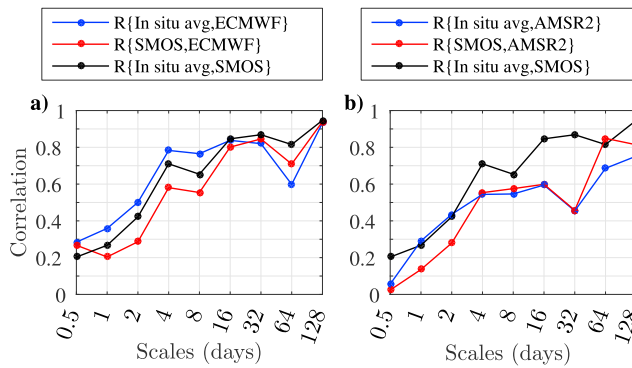 R{In situ avg,ECMWF}
R{SMOS,ECMWF}
R{In situ avg,SMOS}
R{In situ avg,AMSR2}
R{SMOS,AMSR2}
R{In situ avg,SMOS}
a)
1
0.8
0.6
0.4
0.2
0
Correlation
0.5 1 2 4 8 16 32 64 128
Scales (days)
b)
1
0.8
0.6
0.4
0.2
0
0.5 1 2 4 8 16 32 64 128
Scales (days)